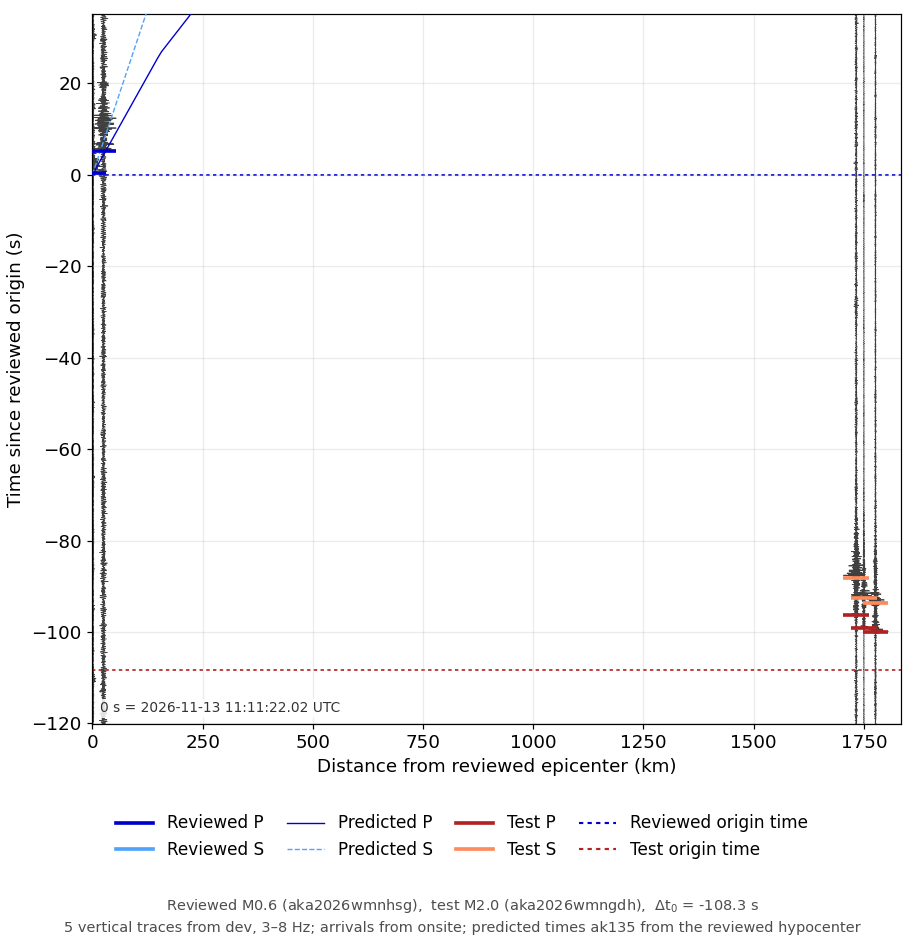 Time since reviewed origin (s)
20
0
−20
−40
−60
−80
−100
−120
0 s = 2026-11-13 11:11:22.02 UTC
0 250 500 750 1000 1250 1500 1750
Distance from reviewed epicenter (km)
Reviewed P Predicted P Test P Reviewed origin time
Reviewed S Predicted S Test S Test origin time
Reviewed M0.6 (aka2026wmnhsg), test M2.0 (aka2026wmngdh), Δt₀ = -108.3 s
5 vertical traces from dev, 3–8 Hz; arrivals from onsite; predicted times ak135 from the reviewed hypocenter